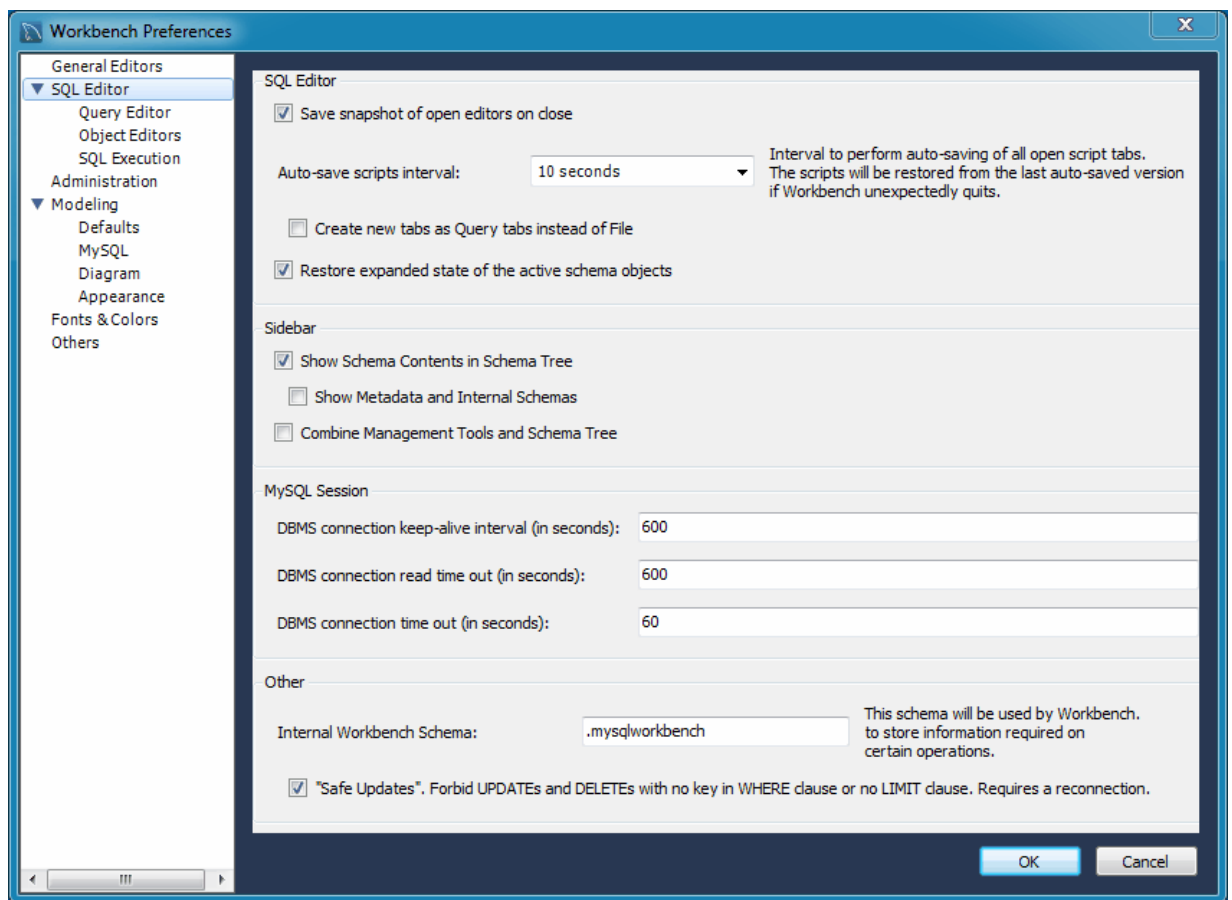 Workbench Preferences
General Editors
SQL Editor
Query Editor
Object Editors
SQL Execution
Administration
Modeling
Defaults
MySQL
Diagram
Appearance
Fonts & Colors
Others
SQL Editor
Save snapshot of open editors on close
Auto-save scripts interval: 10 seconds
Interval to perform auto-saving of all open script tabs.
The scripts will be restored from the last auto-saved version
if Workbench unexpectedly quits.
Create new tabs as Query tabs instead of File
Restore expanded state of the active schema objects
Sidebar
Show Schema Contents in Schema Tree
Show Metadata and Internal Schemas
Combine Management Tools and Schema Tree
MySQL Session
DBMS connection keep-alive interval (in seconds): 600
DBMS connection read time out (in seconds): 600
DBMS connection time out (in seconds): 60
Other
Internal Workbench Schema: .mysqlworkbench
This schema will be used by Workbench.
to store information required on
certain operations.
"Safe Updates". Forbid UPDATEs and DELETEs with no key in WHERE clause or no LIMIT clause. Requires a reconnection.
OK Cancel